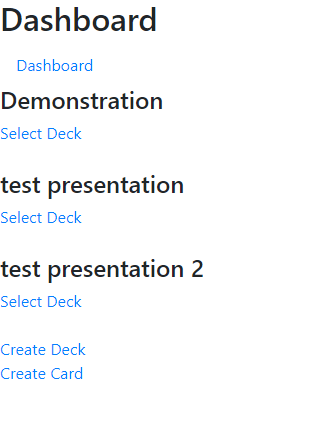 Dashboard
Dashboard
Demonstration
Select Deck
test presentation
Select Deck
test presentation 2
Select Deck
Create Deck
Create Card